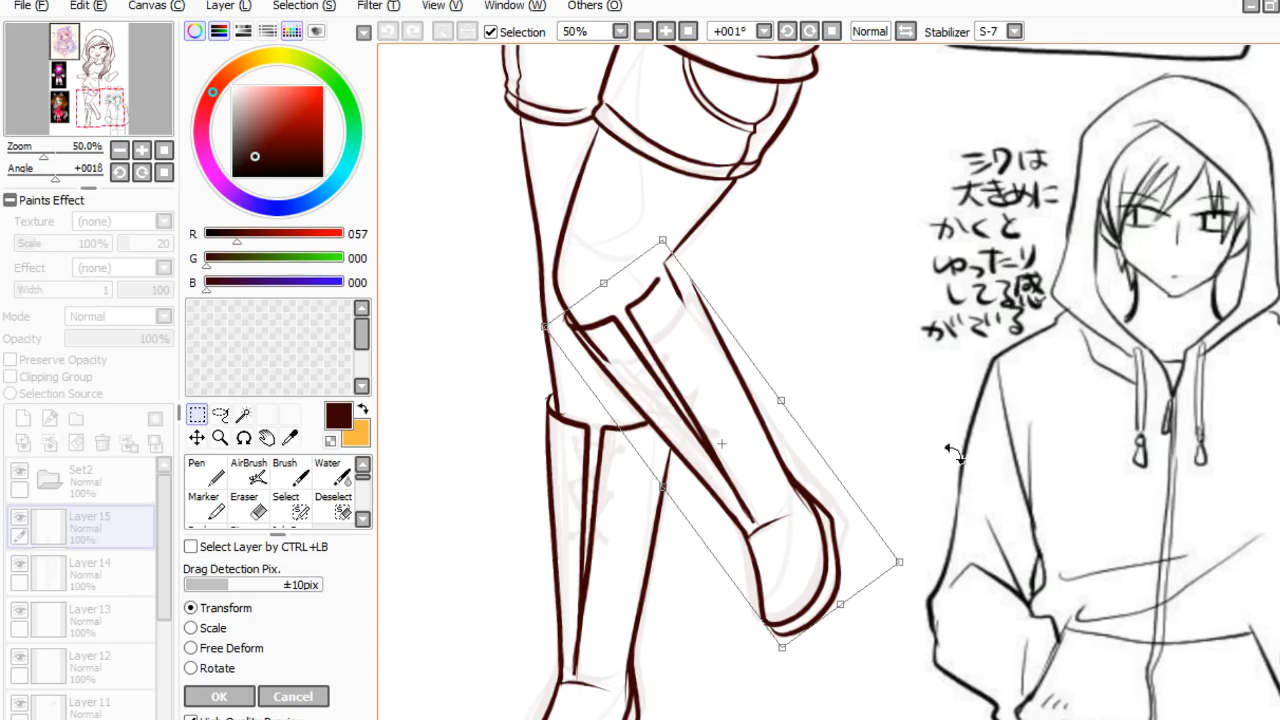 File (F) Edit (E) Canvas (C) Layer (L) Selection (S) Filter (T) View (V) Window (W) Others (O)
Selection 50% +001° Normal Stabilizer S-7
Zoom 50.0%
Angle +0018
Paints Effect
Texture (none)
Scale 100% 20
Effect (none)
Width 1 100
Mode Normal
Opacity 100%
Preserve Opacity
Clipping Group
Selection Source
Set2
Normal
100%
Layer15
Normal
100%
Layer14
Normal
100%
Layer13
Normal
100%
Layer12
Normal
100%
Layer11
Normal
100%
R 057
G 000
B 000
Pen AirBrush Brush Water
Marker Eraser Select Deselect
Select Layer by CTRL+LB
Drag Detection Pix.
±10pix
Transform
Scale
Free Deform
Rotate
OK Cancel
シワは
大きめに
かくと
ゆったり
してる感
がでる